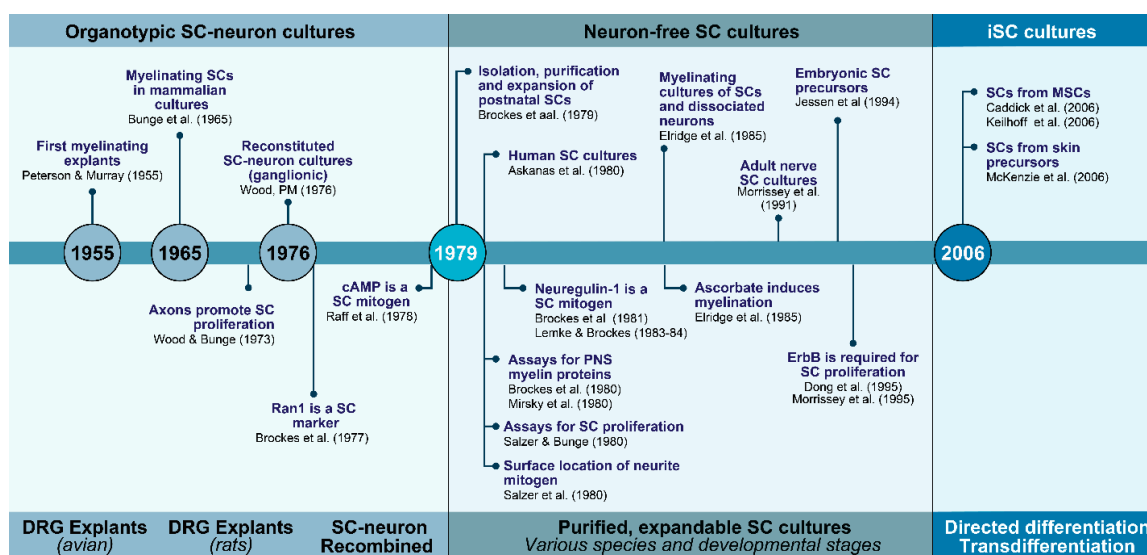 Organotypic SC-neuron cultures
Neuron-free SC cultures
iSC cultures
First myelinating
explants
Peterson & Murray (1955)
Myelinating SCs
in mammalian
cultures
Bunge et al. (1965)
Reconstituted
SC-neuron cultures
(ganglionic)
Wood, PM (1976)
Isolation, purification
and expansion of
postnatal SCs
Brockes et aal. (1979)
Human SC cultures
Askanas et al. (1980)
Myelinating
cultures of SCs
and dissociated
neurons
Elridge et al. (1985)
Adult nerve
SC cultures
Morrissey et al.
(1991)
Embryonic SC
precursors
Jessen et al (1994)
SCs from MSCs
Caddick et al. (2006)
Keilhoff et al. (2006)
SCs from skin
precursors
McKenzie et al. (2006)
1955
1965
1976
1979
2006
Axons promote SC
proliferation
Wood & Bunge (1973)
Ran1 is a SC
marker
Brockes et al. (1977)
cAMP is a
SC mitogen
Raff et al. (1978)
Neuregulin-1 is a
SC mitogen
Brockes et al (1981)
Lemke & Brockes (1983-84)
Assays for PNS
myelin proteins
Brockes et al. (1980)
Mirsky et al. (1980)
Assays for SC proliferation
Salzer & Bunge (1980)
Surface location of neurite
mitogen
Salzer et al. (1980)
Ascorbate induces
myelination
Elridge et al. (1985)
ErbB is required for
SC proliferation
Dong et al. (1995)
Morrissey et al. (1995)
DRG Explants
(avian)
DRG Explants
(rats)
SC-neuron
Recombined
Purified, expandable SC cultures
Various species and developmental stages
Directed differentiation
Transdifferentiation